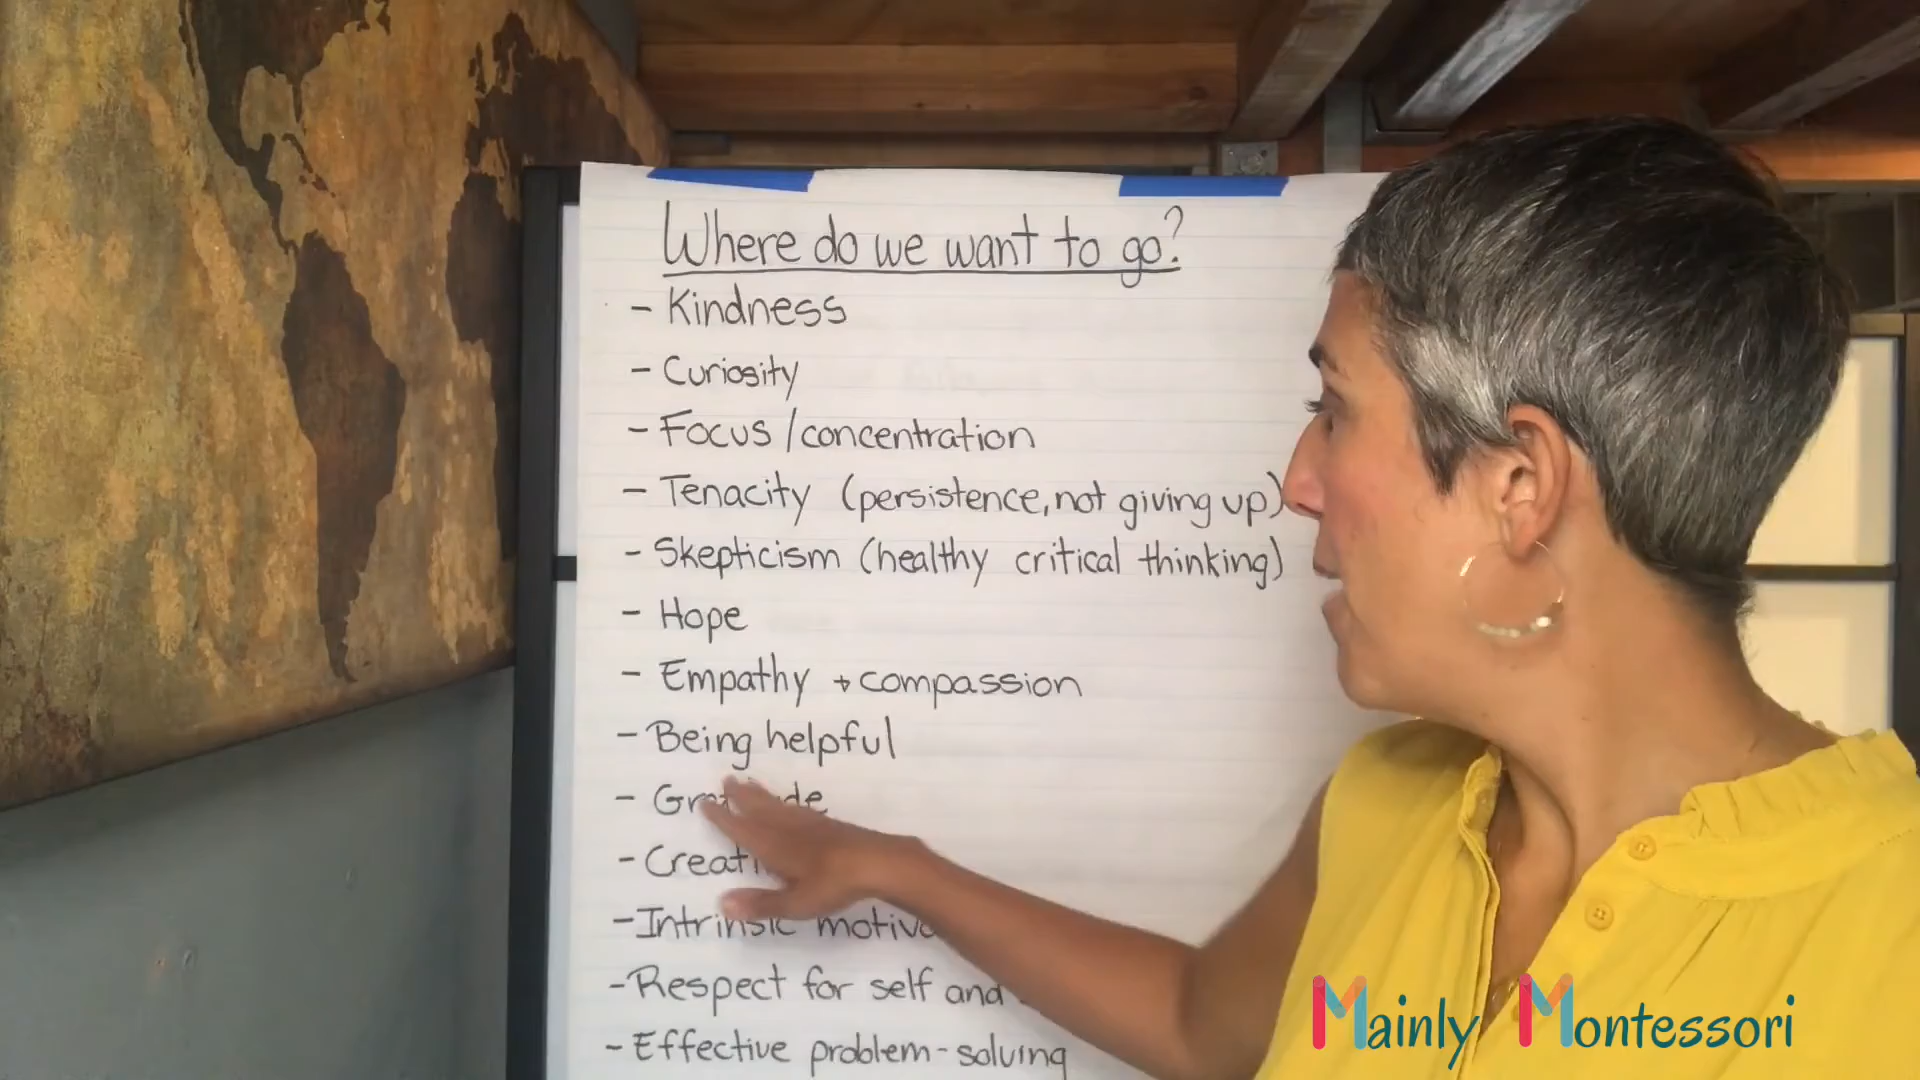 Where do we want to go?
- Kindness
- Curiosity
- Focus/concentration
- Tenacity (persistence, not giving up)
- Skepticism (healthy critical thinking)
- Hope
- Empathy + compassion
- Being helpful
-
-
- Intrinsic
- Respect for self and
- Effective problem-solving
Mainly Montessori